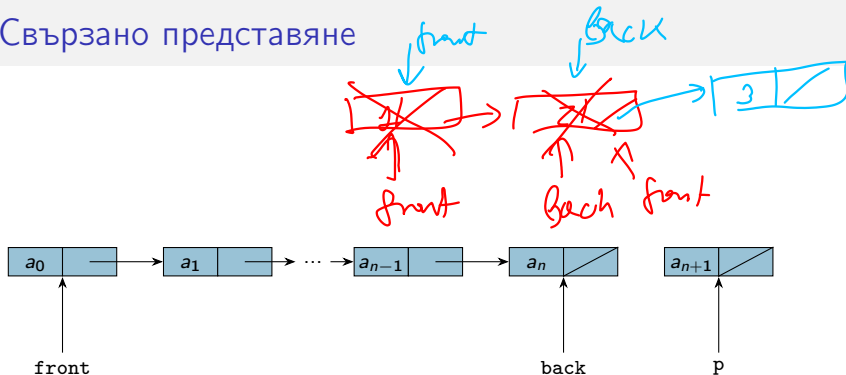 Свързано представяне
front Back
3
front Back front
a0 a1 ... an−1 an an+1
front back p